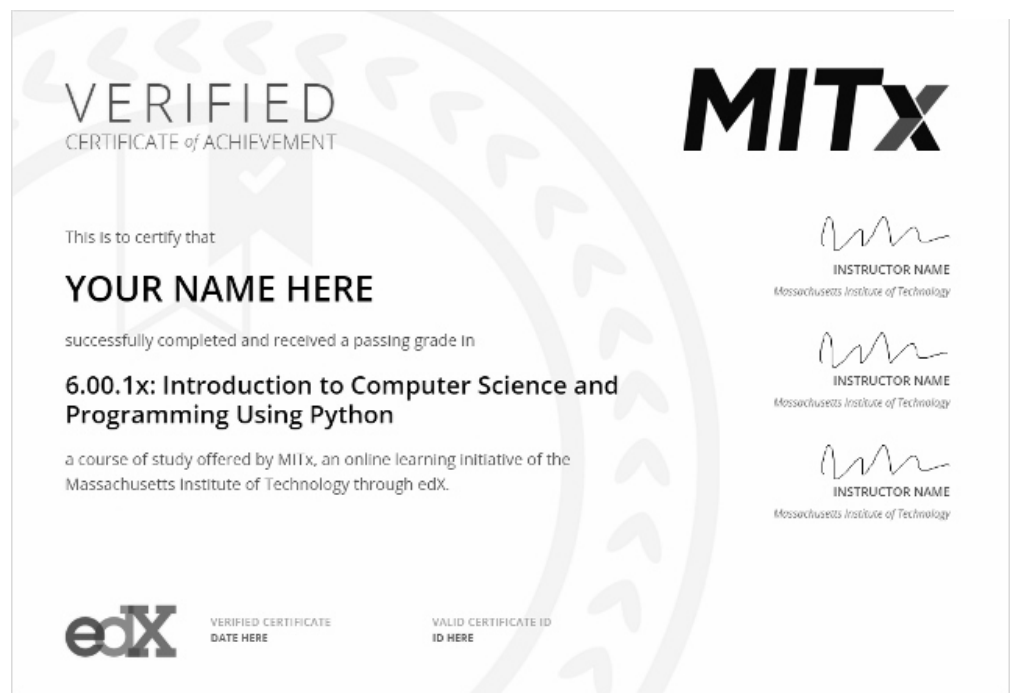 VERIFIED
CERTIFICATE of ACHIEVEMENT
MITx
This is to certify that
YOUR NAME HERE
successfully completed and received a passing grade in
6.00.1x: Introduction to Computer Science and
Programming Using Python
a course of study offered by MITx, an online learning initiative of the
Massachusetts Institute of Technology through edX.
INSTRUCTOR NAME
Massachusetts Institute of Technology
INSTRUCTOR NAME
Massachusetts Institute of Technology
INSTRUCTOR NAME
Massachusetts Institute of Technology
edX
VERIFIED CERTIFICATE
DATE HERE
VALID CERTIFICATE ID
ID HERE